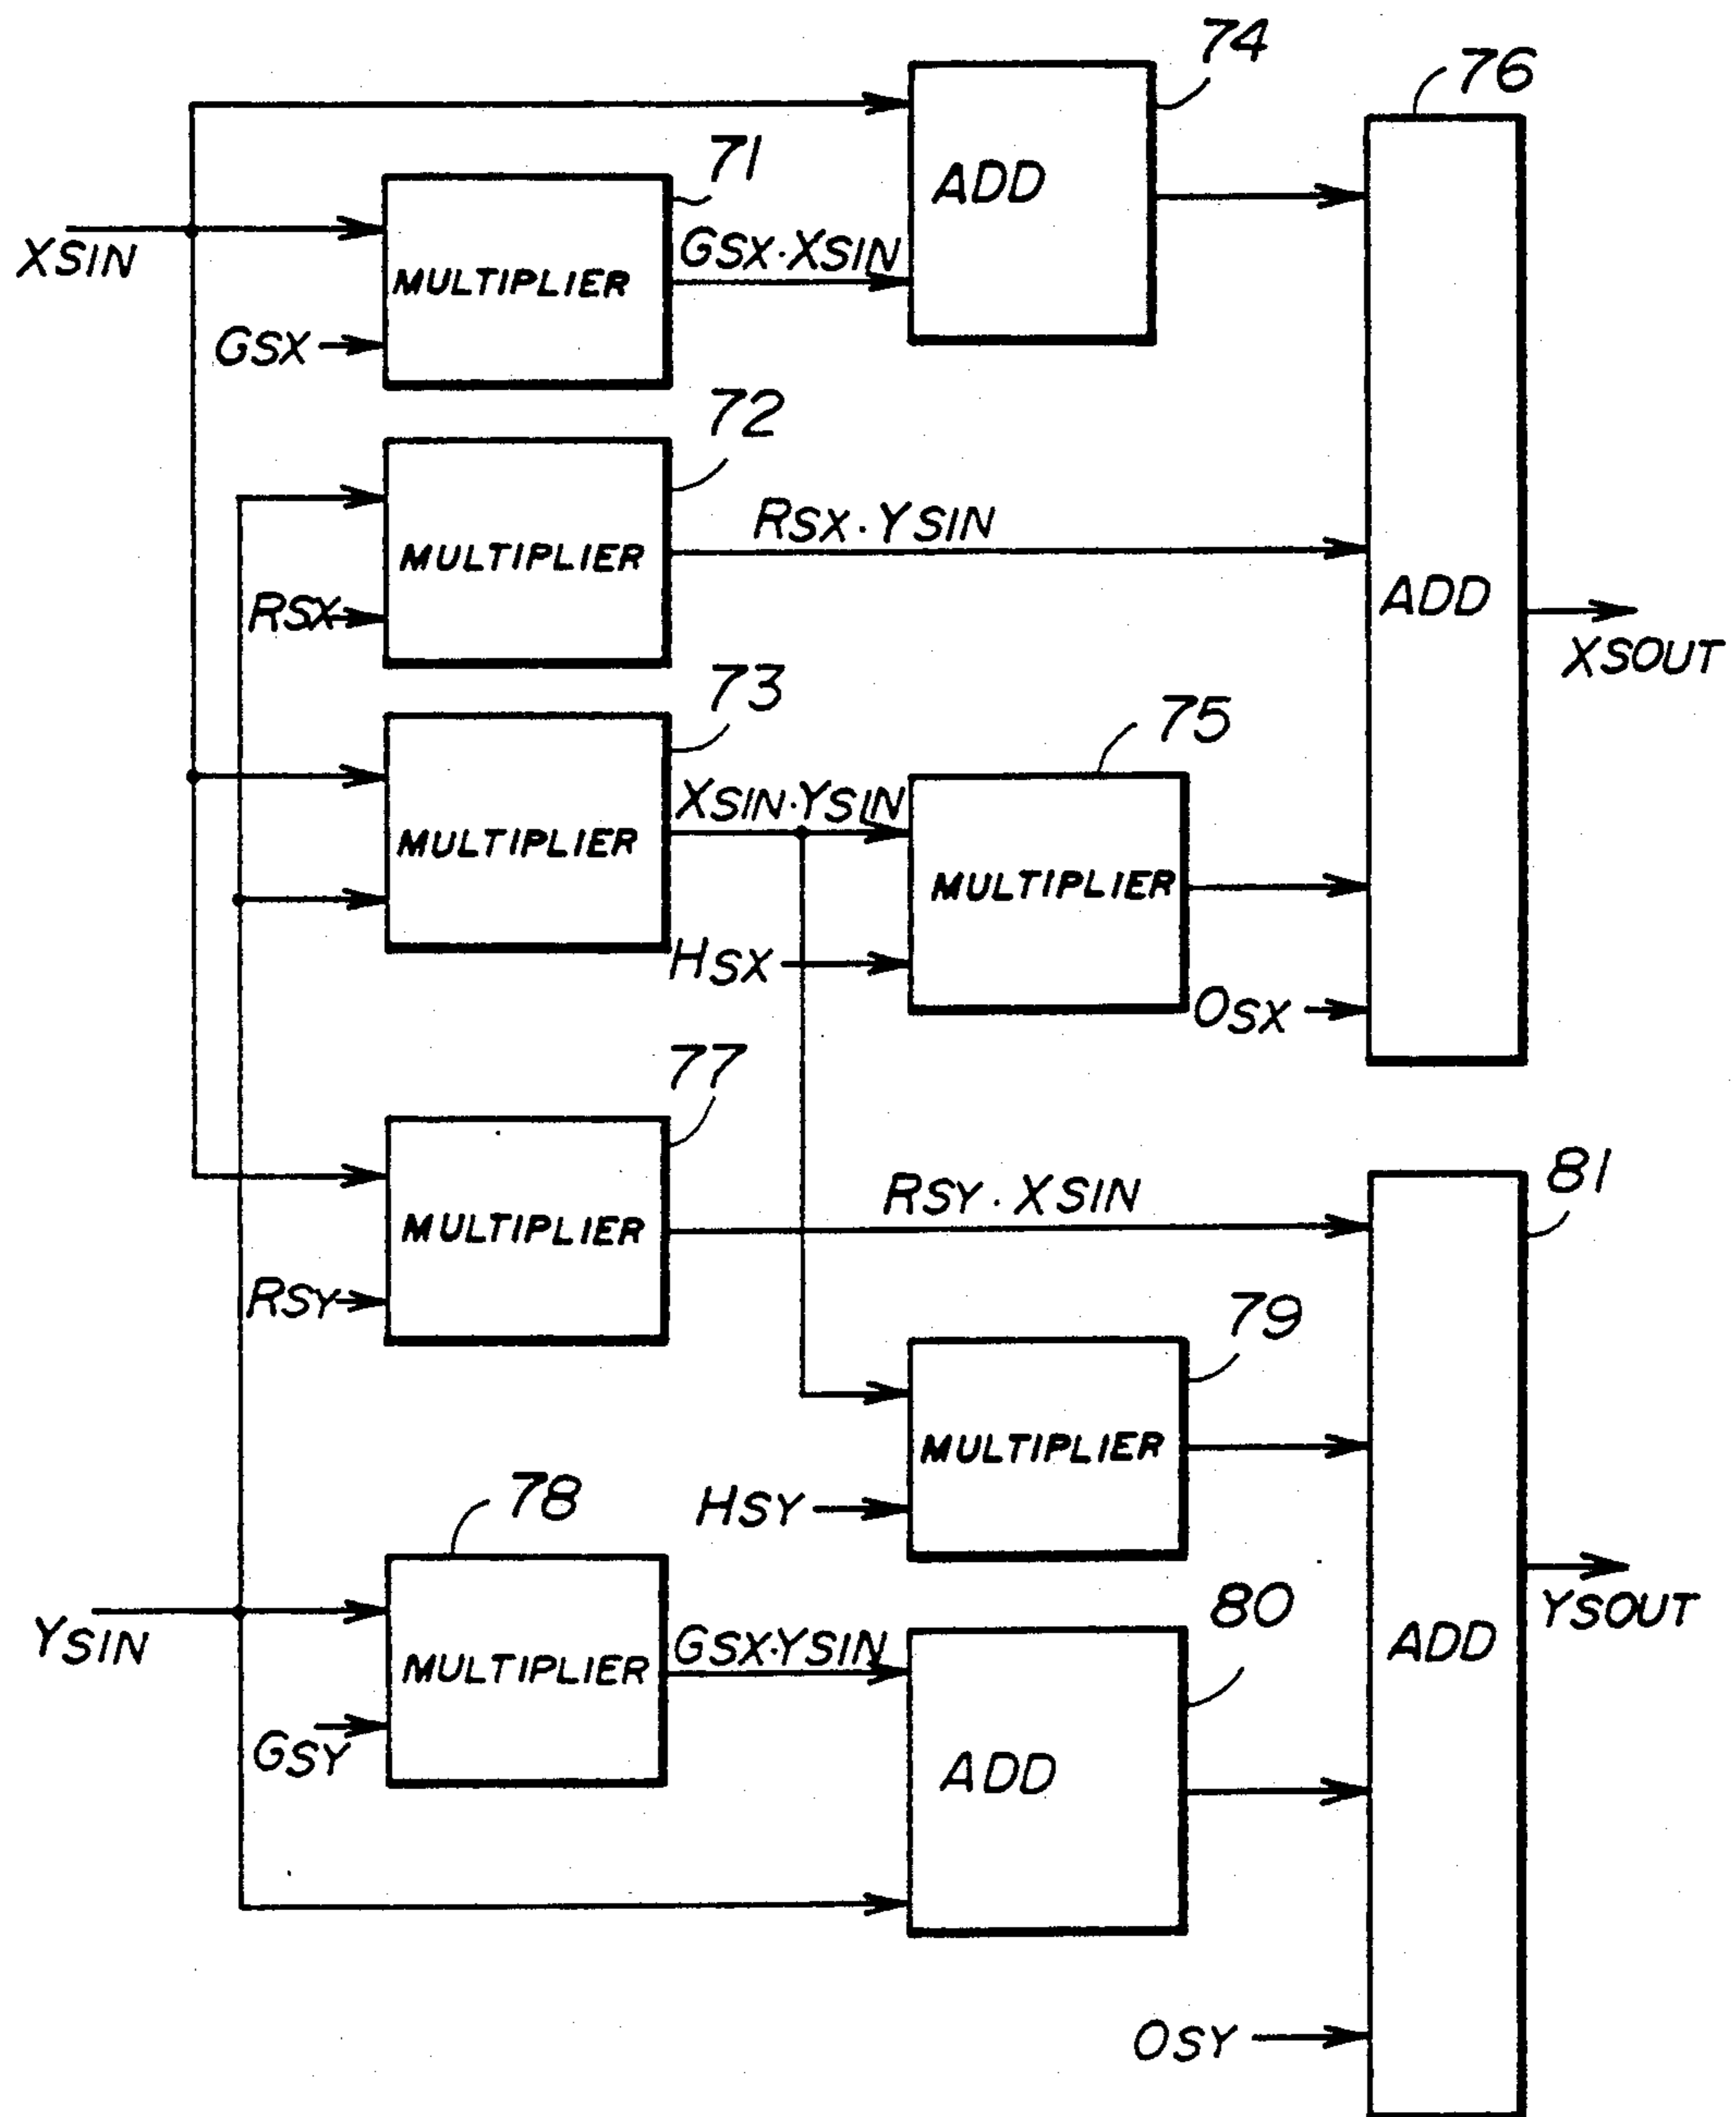 74
76
71
ADD
XSIN
GSX·XSIN
MULTIPLIER
GSX
72
RSX·YSIN
MULTIPLIER
ADD
RSX
XSOUT
73
75
XSIN·YSIN
MULTIPLIER
MULTIPLIER
HSX
OSX
77
81
RSY·XSIN
MULTIPLIER
RSY
79
MULTIPLIER
78
HSY
80
YSIN
YSOUT
GSX·YSIN
ADD
MULTIPLIER
GSY
ADD
OSY